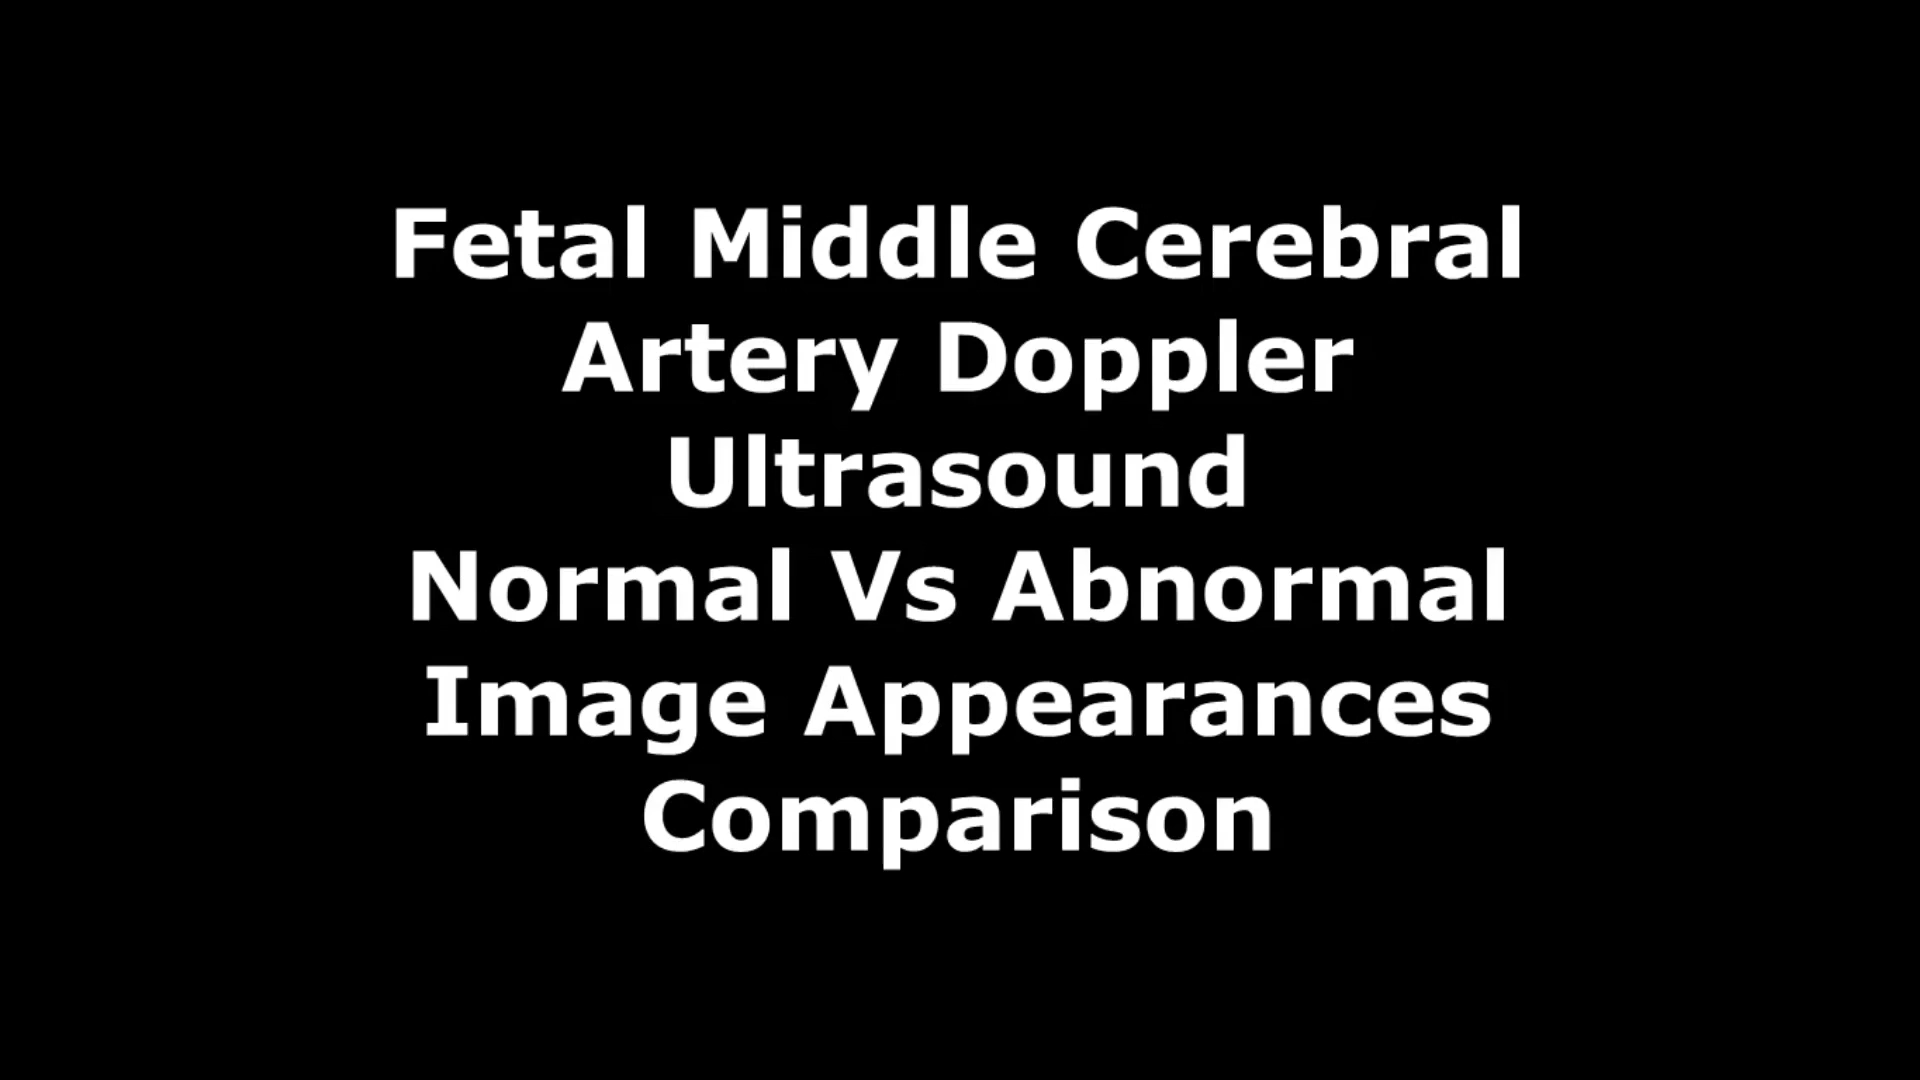 Fetal Middle Cerebral
Artery Doppler
Ultrasound
Normal Vs Abnormal
Image Appearances
Comparison